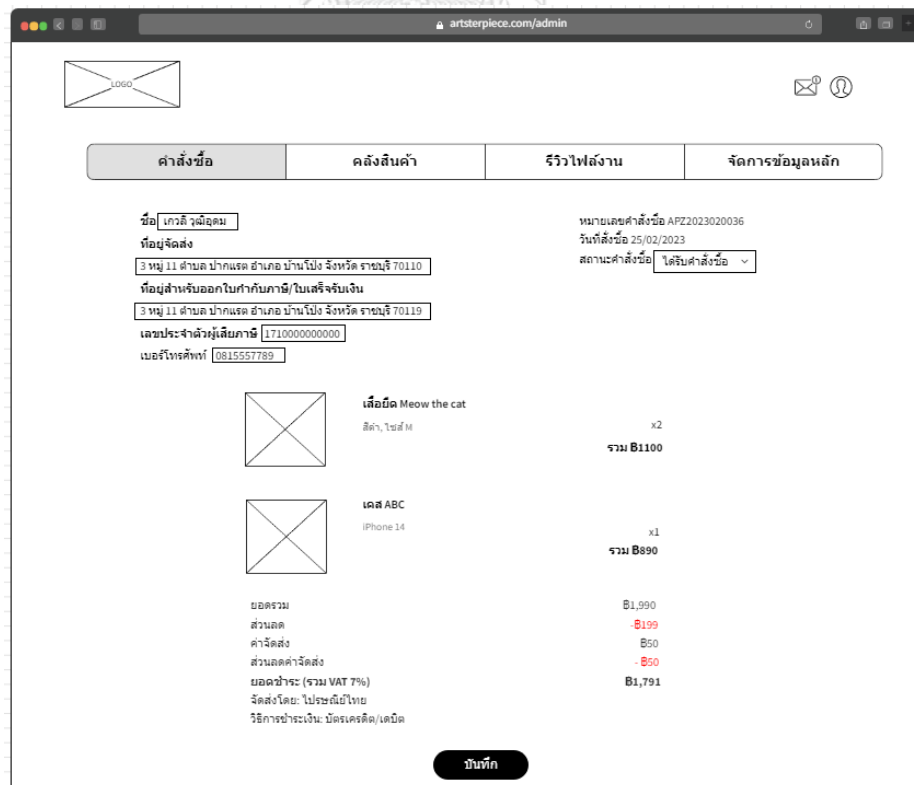 artsterpiece.com/admin
LOGO
คำสั่งซื้อ
คลังสินค้า
รีวิวไฟล์งาน
จัดการข้อมูลหลัก
ชื่อ เกวลี วุฒิอุดม
ที่อยู่จัดส่ง
3 หมู่ 11 ตำบล ปากแรต อำเภอ บ้านโป่ง จังหวัด ราชบุรี 70110
ที่อยู่สำหรับออกใบกำกับภาษี/ใบเสร็จรับเงิน
3 หมู่ 11 ตำบล ปากแรต อำเภอ บ้านโป่ง จังหวัด ราชบุรี 70119
เลขประจำตัวผู้เสียภาษี 1710000000000
เบอร์โทรศัพท์ 0815557789
หมายเลขคำสั่งซื้อ APZ2023020036
วันที่สั่งซื้อ 25/02/2023
สถานะคำสั่งซื้อ ได้รับคำสั่งซื้อ
เสื้อยืด Meow the cat
สีดำ, ไซส์ M
x2
รวม ฿1100
เคส ABC
iPhone 14
x1
รวม ฿890
ยอดรวม ฿1,990
ส่วนลด -฿199
ค่าจัดส่ง ฿50
ส่วนลดค่าจัดส่ง - ฿50
ยอดชำระ (รวม VAT 7%) ฿1,791
จัดส่งโดย: ไปรษณีย์ไทย
วิธีการชำระเงิน: บัตรเครดิต/เดบิต
บันทึก